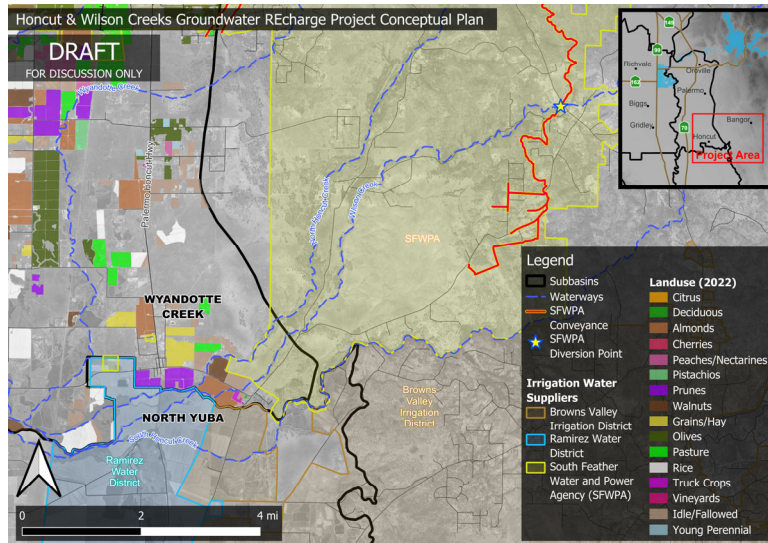 Honcut & Wilson Creeks Groundwater REcharge Project Conceptual Plan
DRAFT
FOR DISCUSSION ONLY
Wyandotte Creek
Palermo Honcut Hwy
North Honcut Creek
Wilson Creek
SFWPA
WYANDOTTE
CREEK
NORTH YUBA
South Honcut Creek
Ramirez
Water
District
Browns
Valley
Irrigation
District
0 2 4 mi
149
99
Richvale
Oroville
162
Palermo
Biggs
Gridley
70
Bangor
Honcut
Project Area
Legend
Subbasins
Waterways
SFWPA
Conveyance
SFWPA
Diversion Point
Irrigation Water
Suppliers
Browns Valley
Irrigation District
Ramirez Water
District
South Feather
Water and Power
Agency (SFWPA)
Landuse (2022)
Citrus
Deciduous
Almonds
Cherries
Peaches/Nectarines
Pistachios
Prunes
Walnuts
Grains/Hay
Olives
Pasture
Rice
Truck Crops
Vineyards
Idle/Fallowed
Young Perennial